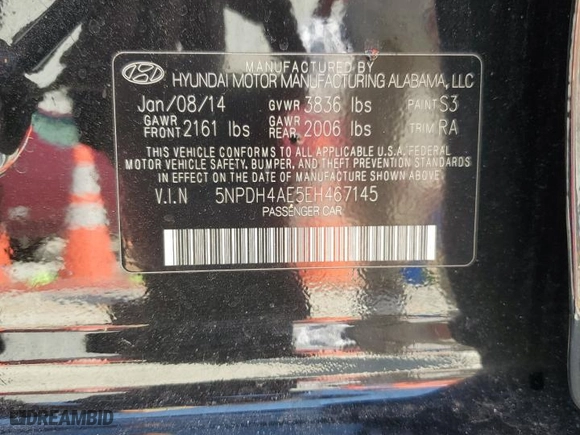 MANUFACTURED BY
HYUNDAI MOTOR MANUFACTURING ALABAMA, LLC
Jan/08/14 GVWR 3836 lbs PAINT S3
GAWR FRONT 2161 lbs GAWR REAR 2006 lbs TRIM RA
THIS VEHICLE CONFORMS TO ALL APPLICABLE U.S.A. FEDERAL
MOTOR VEHICLE SAFETY, BUMPER, AND THEFT PREVENTION STANDARDS
IN EFFECT ON THE DATE OF MANUFACTURE SHOWN ABOVE.
V.I.N 5NPDH4AE5EH467145
PASSENGER CAR
DREAMBID